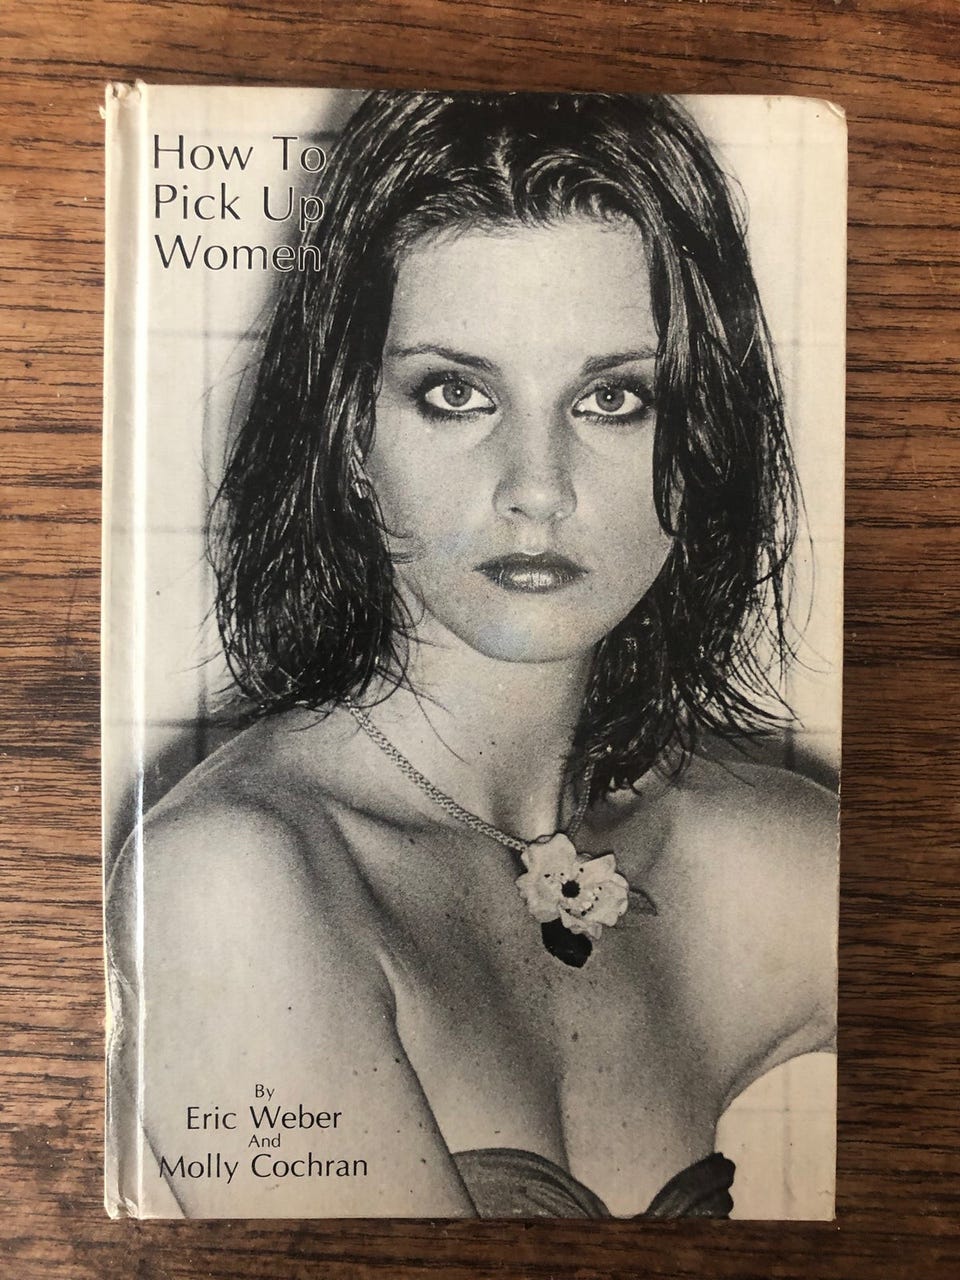 How To
Pick Up
Women
By
Eric Weber
And
Molly Cochran